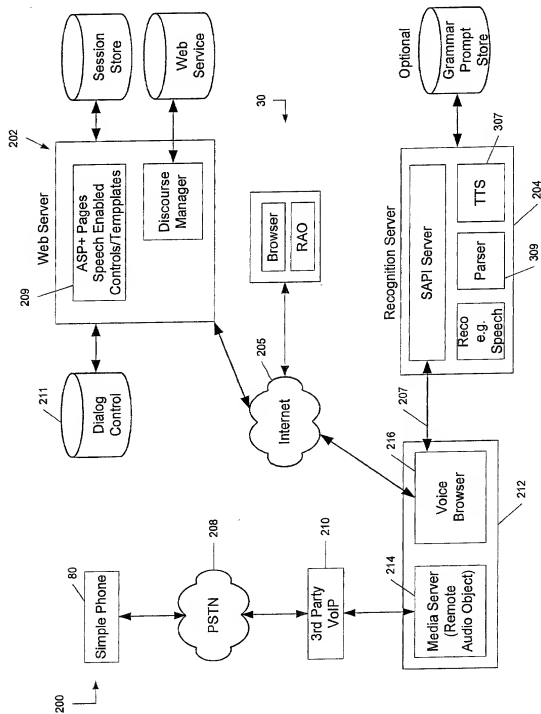 Session
Store
Web
Service
202
Web Server
ASP+ Pages
Speech Enabled
Controls/Tempplates
209
Discourse
Manager
211
Dialog
Control
30
Browser
RAO
205
Internet
Optional
Grammar
Prompt
Store
Recognition Server
SAPI Server
Reco
e.g.
Speech
Parser
TTS
307
309
204
207
216
Voice
Browser
212
214
Media Server
(Remote
Audio Object)
210
3rd Party
VoIP
208
PSTN
80
Simple Phone
200